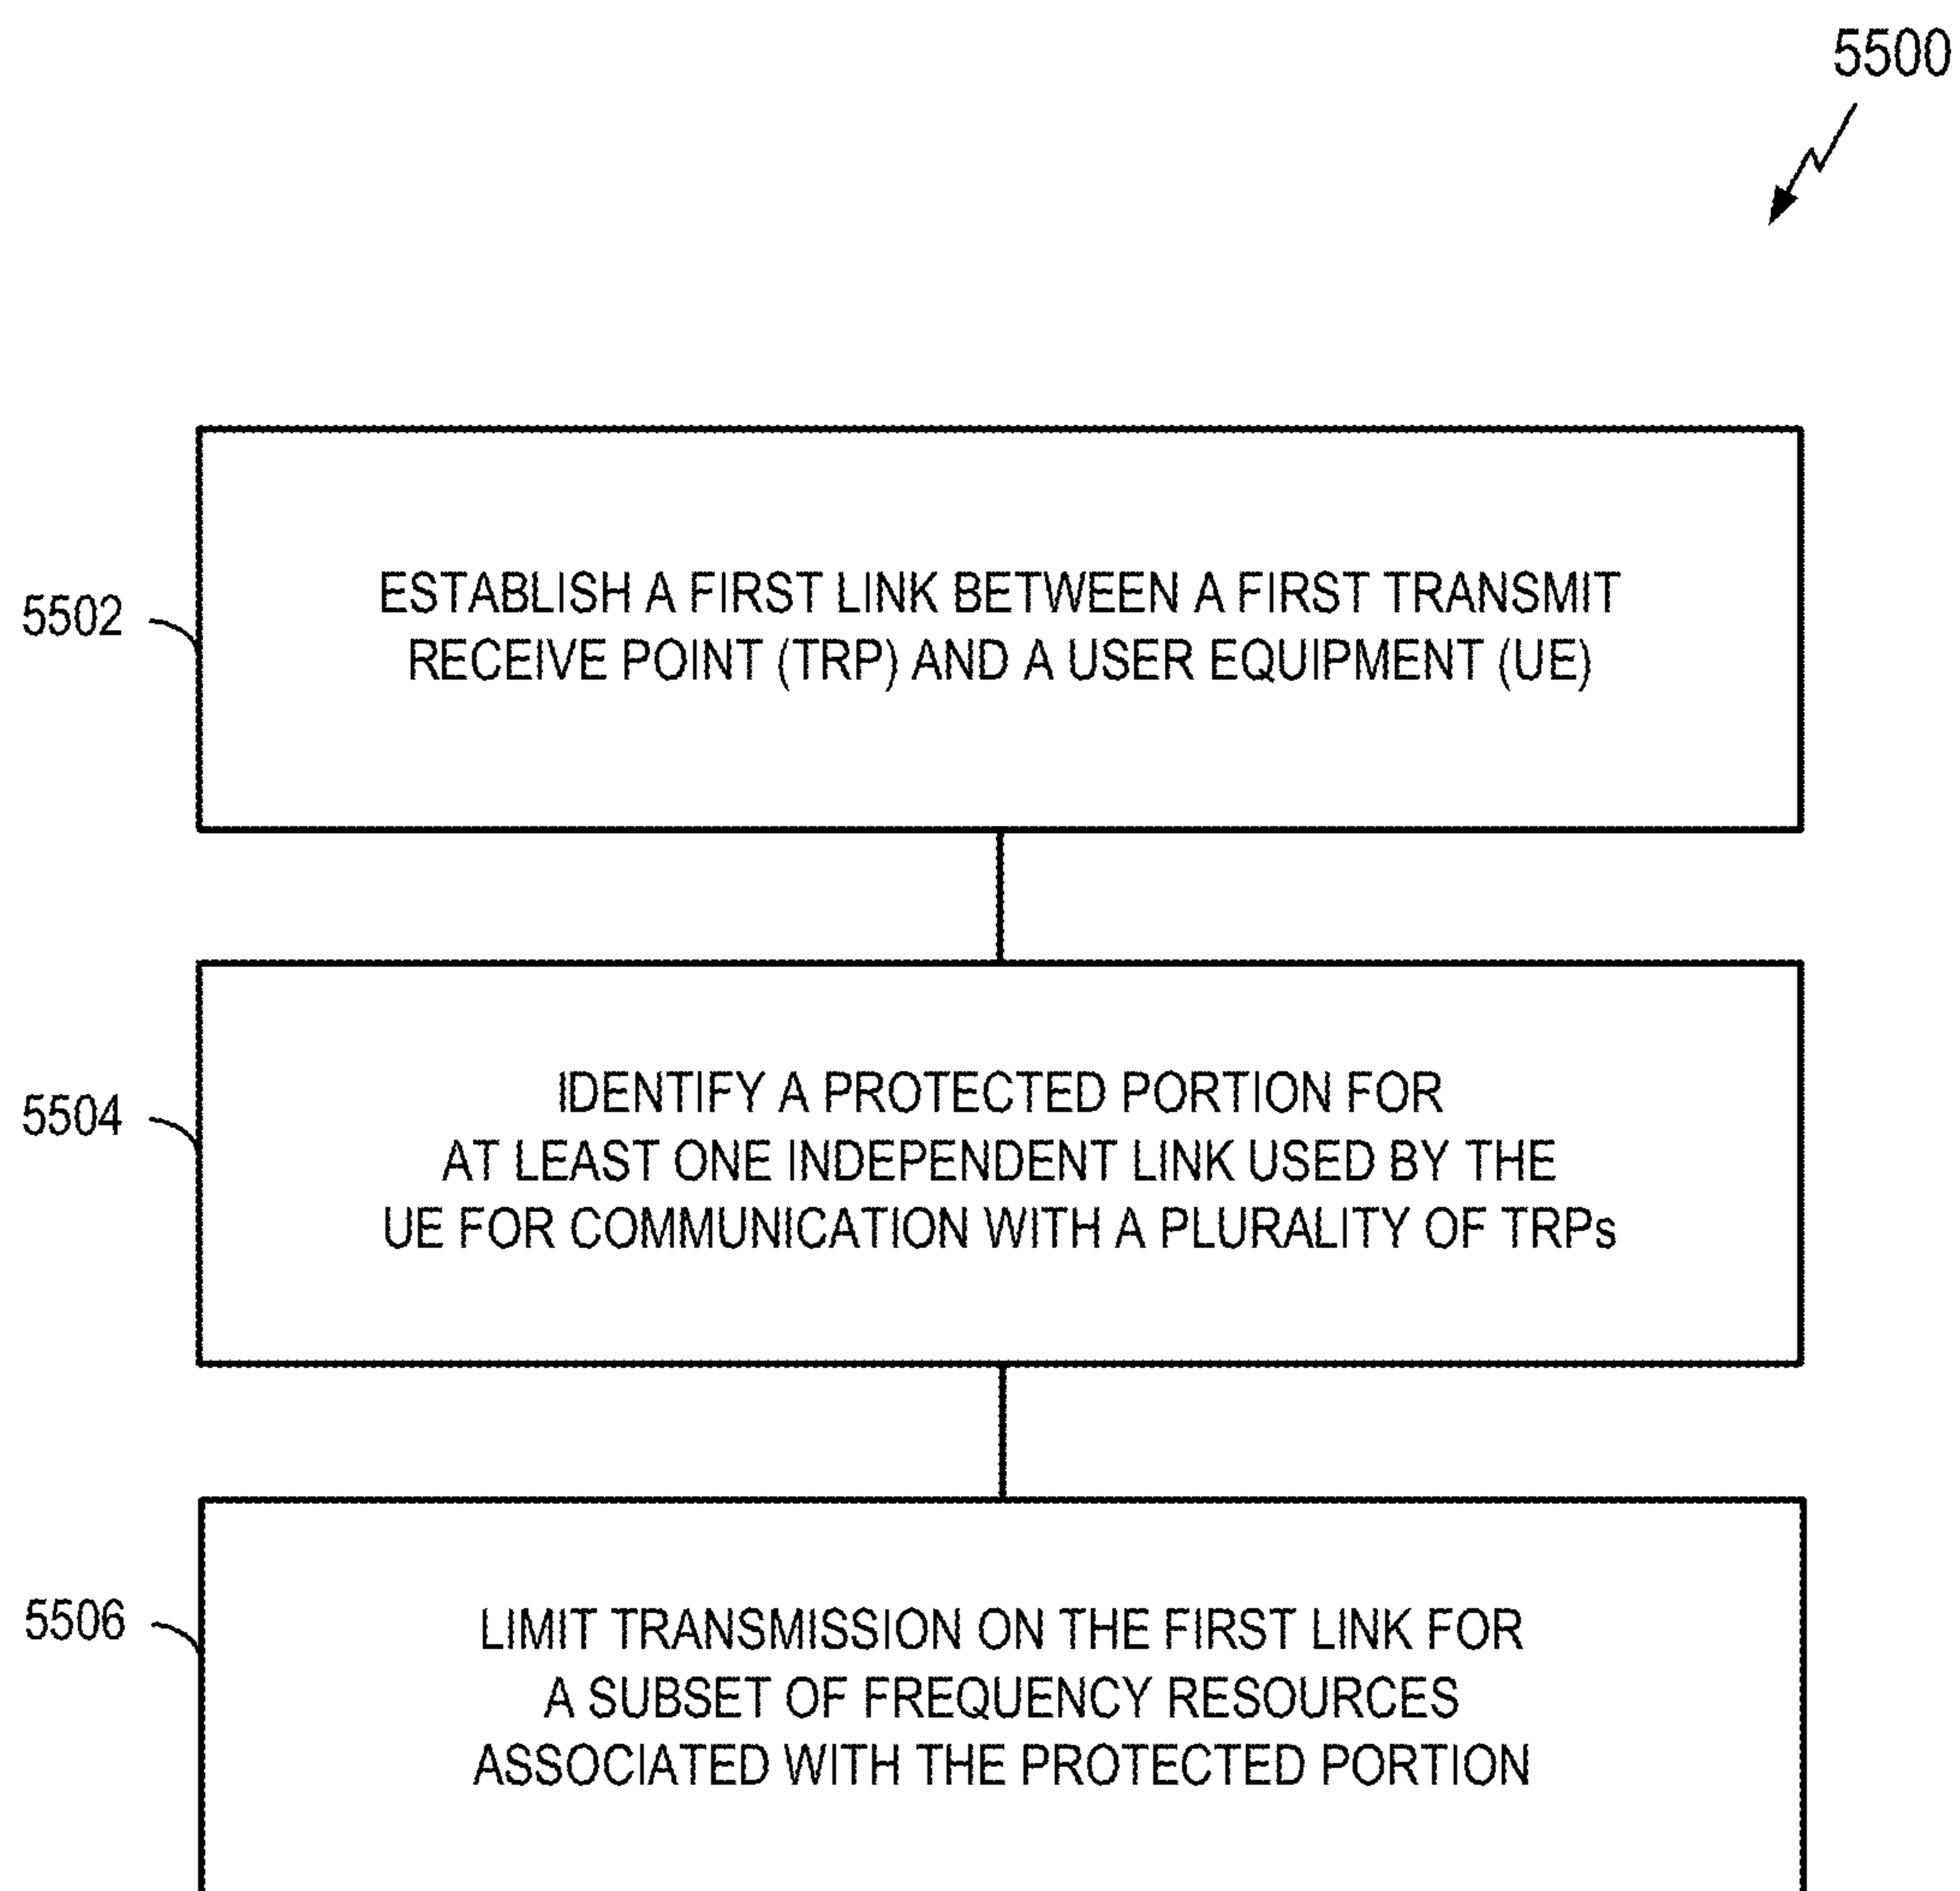 5500
5502
ESTABLISH A FIRST LINK BETWEEN A FIRST TRANSMIT
RECEIVE POINT (TRP) AND A USER EQUIPMENT (UE)
5504
IDENTIFY A PROTECTED PORTION FOR
AT LEAST ONE INDEPENDENT LINK USED BY THE
UE FOR COMMUNICATION WITH A PLURALITY OF TRPs
5506
LIMIT TRANSMISSION ON THE FIRST LINK FOR
A SUBSET OF FREQUENCY RESOURCES
ASSOCIATED WITH THE PROTECTED PORTION